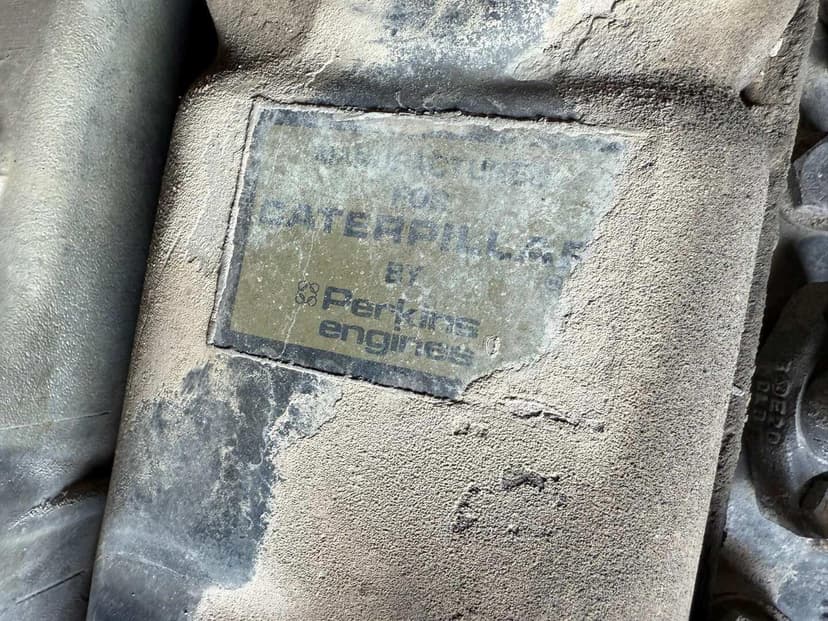 MANUFACTURED
FOR
CATERPILLAR
BY
Perkins
engines